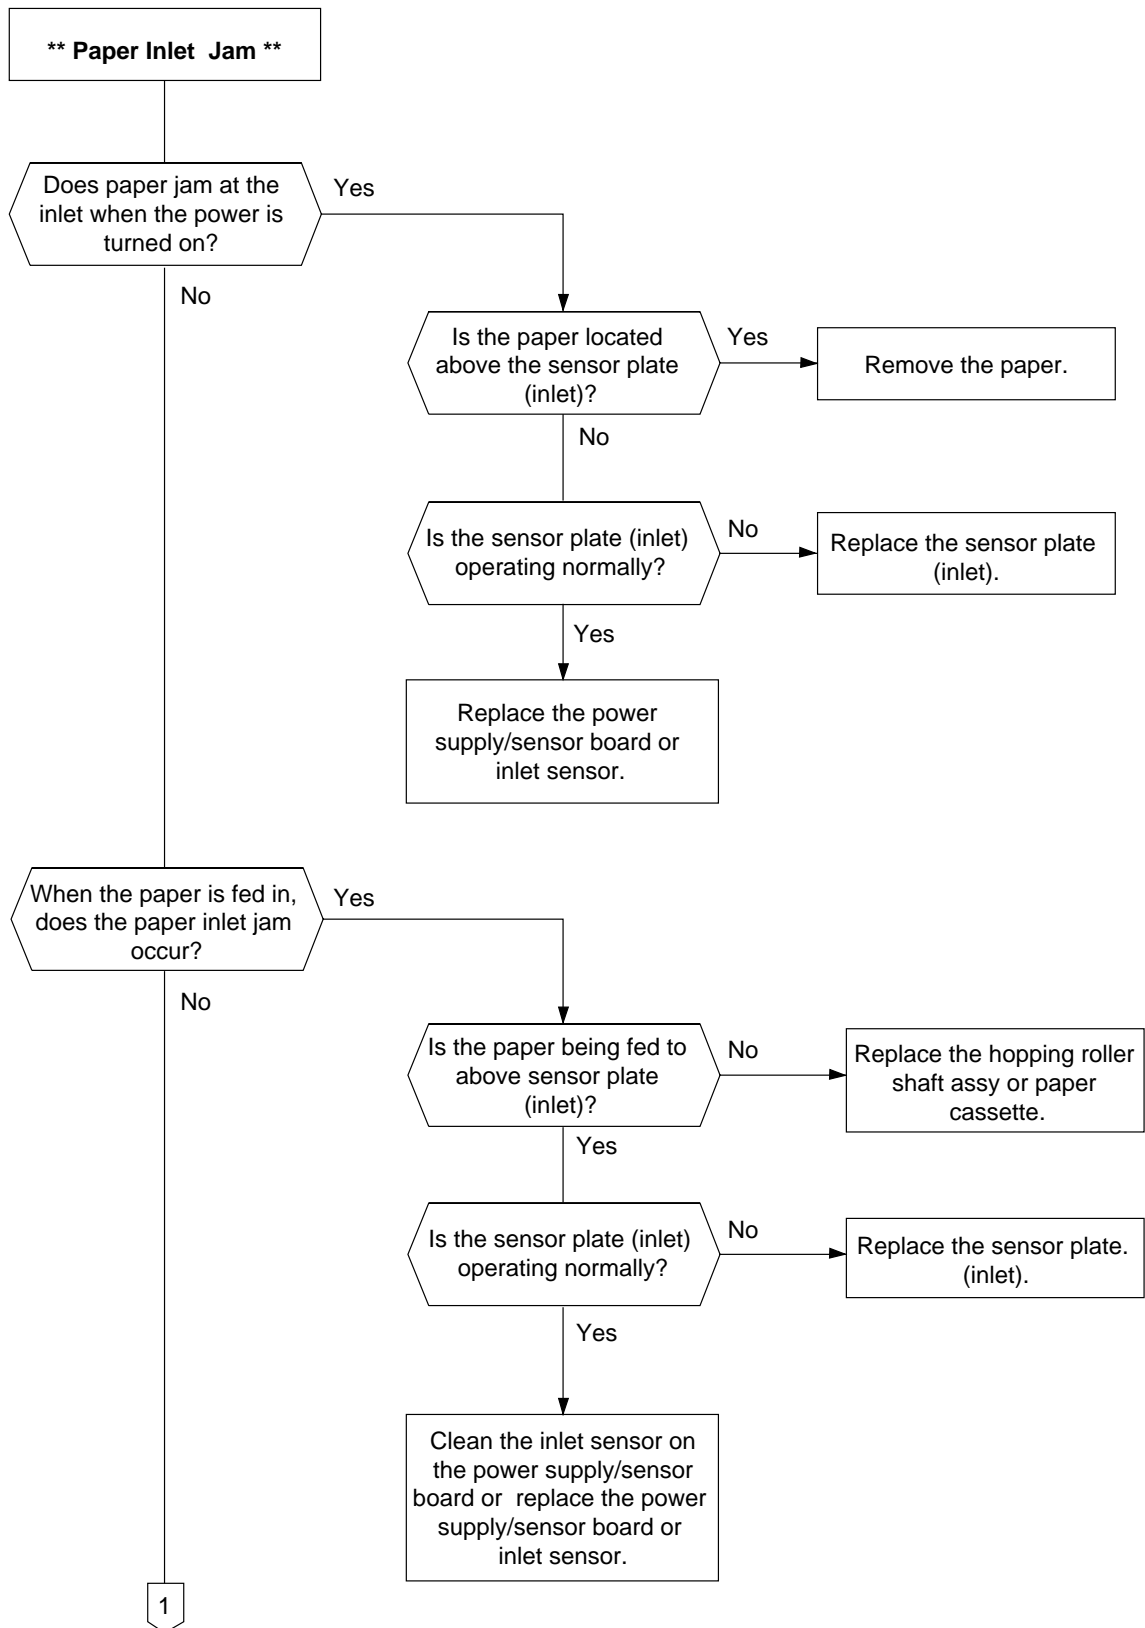 ** Paper Inlet  Jam **
Does paper jam at the
inlet when the power is
turned on?
Yes
No
Is the paper located
above the sensor plate
(inlet)?
Yes
Remove the paper.
No
Is the sensor plate (inlet)
operating normally?
No
Replace the sensor plate
(inlet).
Yes
Replace the power
supply/sensor board or
inlet sensor.
When the paper is fed in,
does the paper inlet jam
occur?
Yes
No
Is the paper being fed to
above sensor plate
(inlet)?
No
Replace the hopping roller
shaft assy or paper
cassette.
Yes
Is the sensor plate (inlet)
operating normally?
No
Replace the sensor plate.
(inlet).
Yes
Clean the inlet sensor on
the power supply/sensor
board or  replace the power
supply/sensor board or
inlet sensor.
1